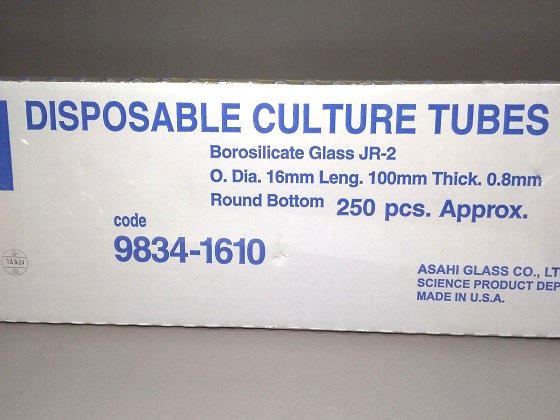 DISPOSABLE CULTURE TUBES
Borosilicate Glass JR-2
O. Dia. 16mm Leng. 100mm Thick. 0.8mm
Round Bottom 250 pcs. Approx.
code
9834-1610
ASAHI GLASS CO., LT
SCIENCE PRODUCT DEP
MADE IN U.S.A.